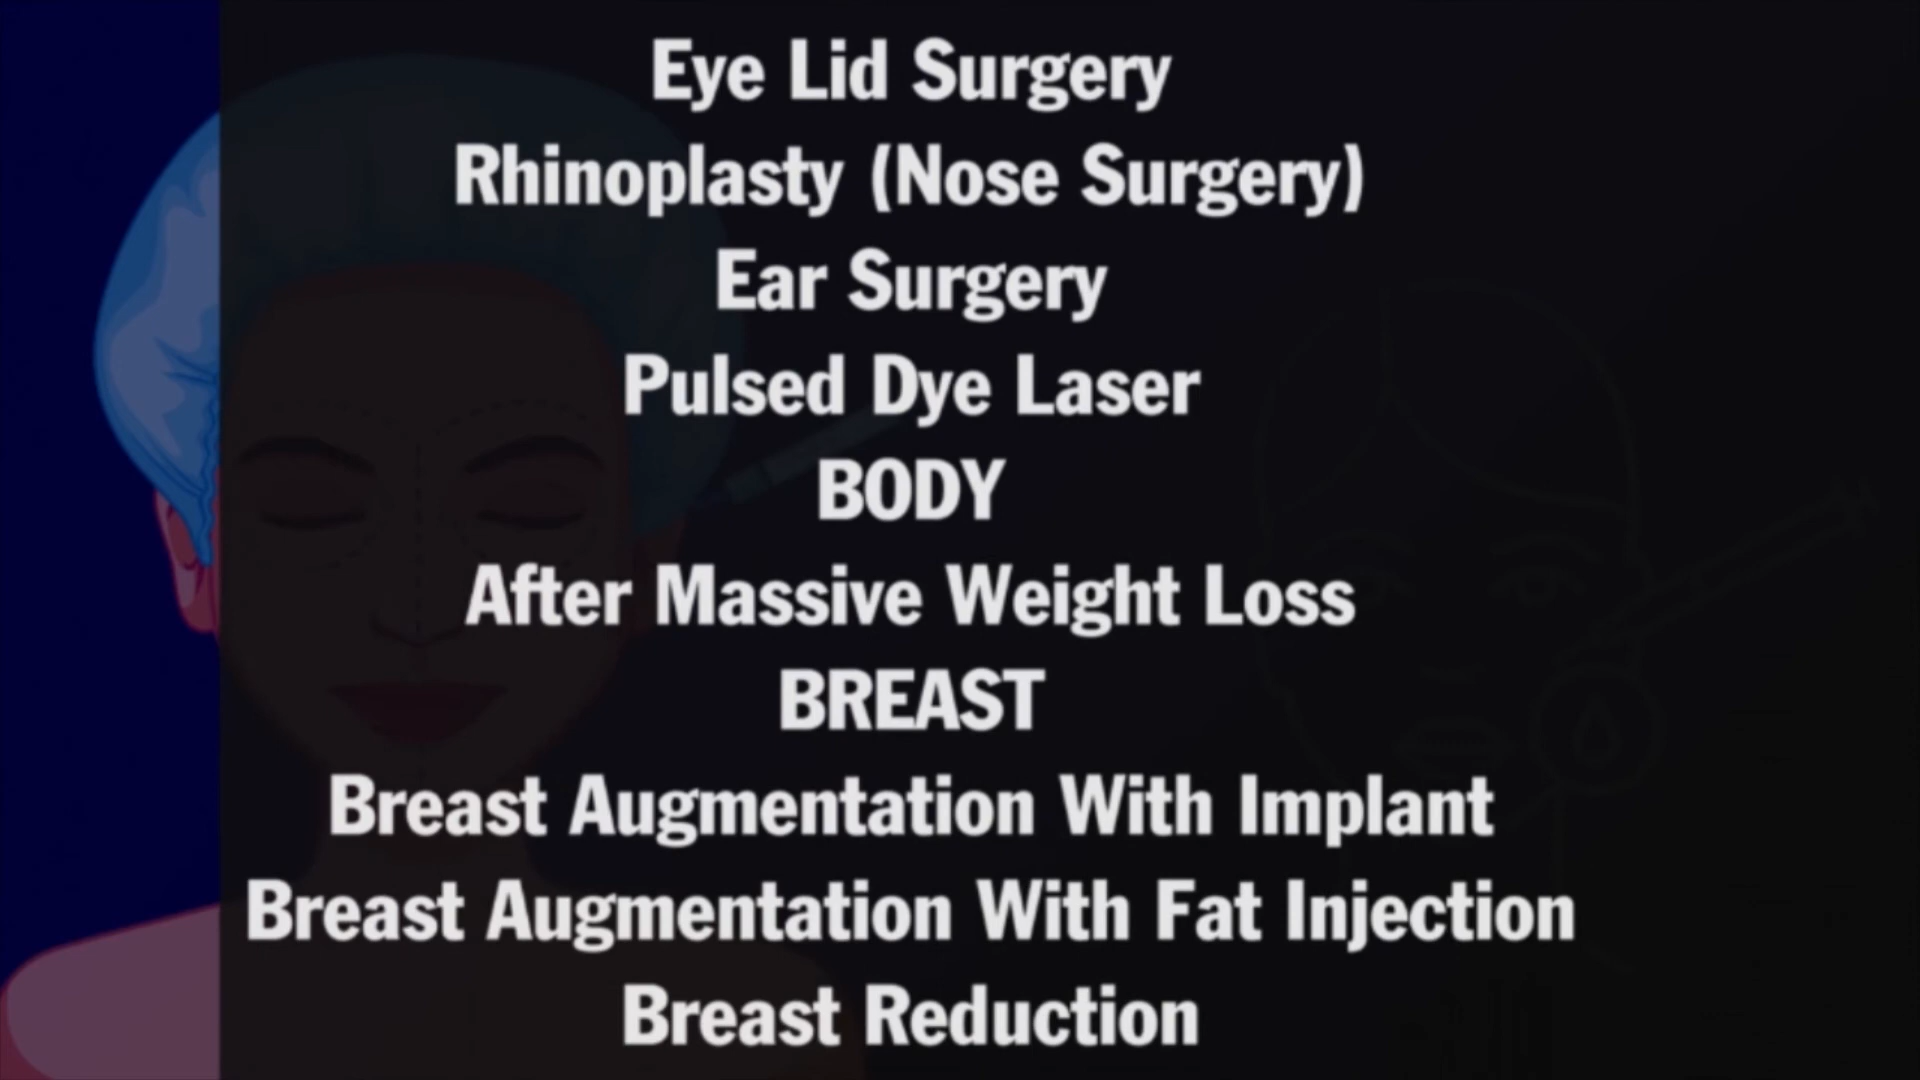 Eye Lid Surgery
Rhinoplasty (Nose Surgery)
Ear Surgery
Pulsed Dye Laser
BODY
After Massive Weight Loss
BREAST
Breast Augmentation With Implant
Breast Augmentation With Fat Injection
Breast Reduction